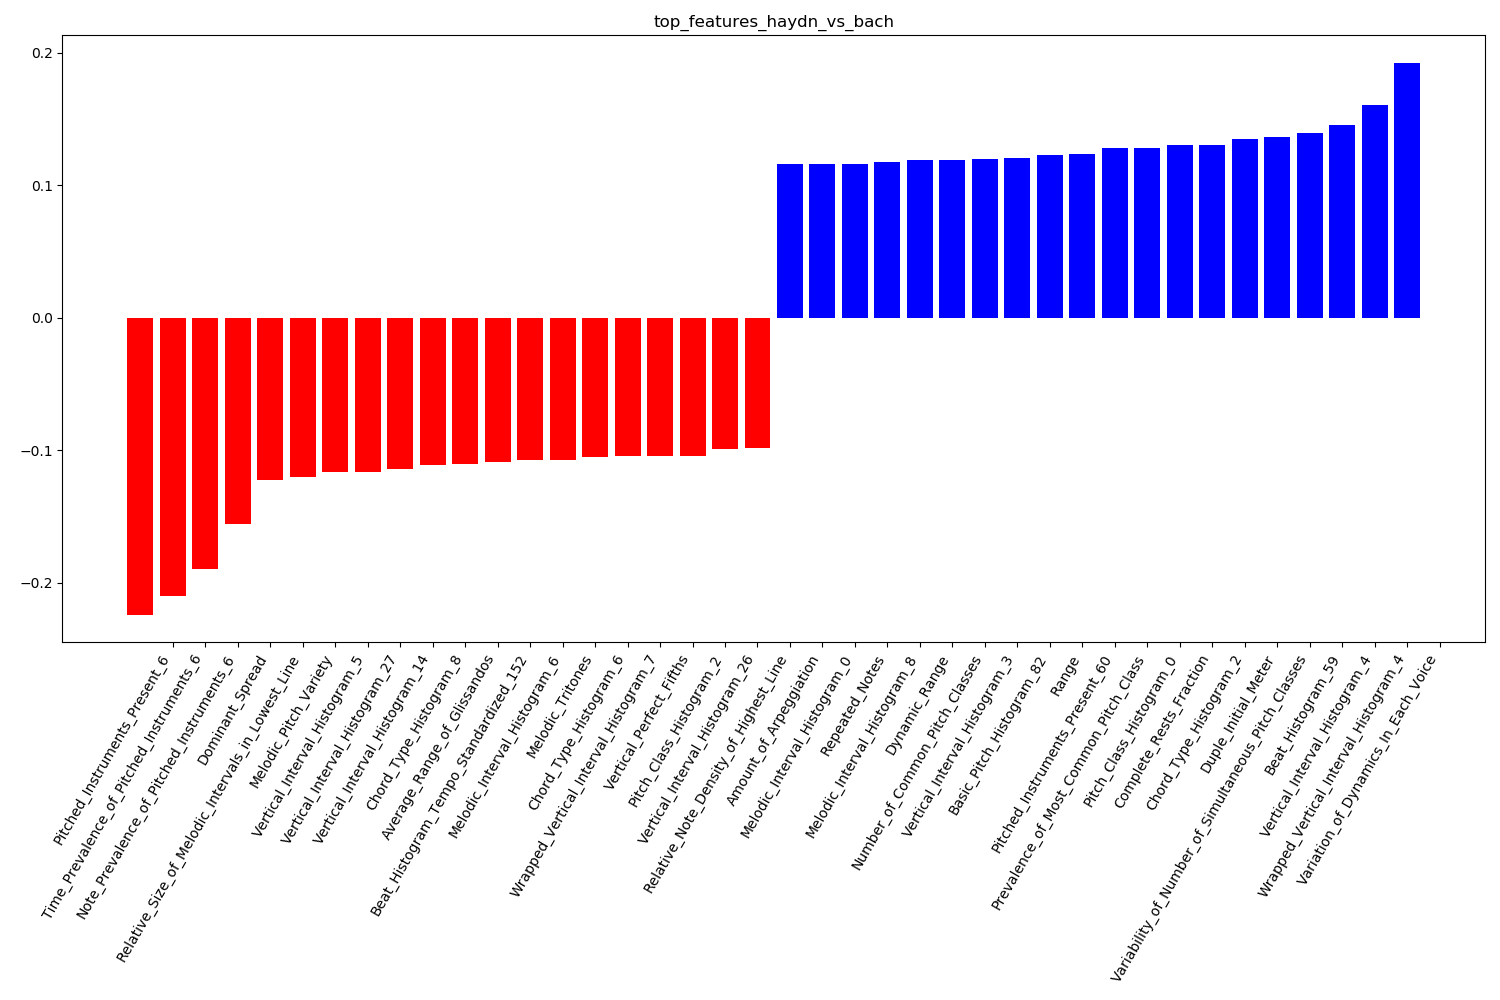 top_features_haydn_vs_bach
0.2
0.1
0.0
−0.1
−0.2
Pitched_Instruments_Present_6
Time_Prevalence_of_Pitched_Instruments_6
Note_Prevalence_of_Pitched_Instruments_6
Dominant_Spread
Relative_Size_of_Melodic_Intervals_in_Lowest_Line
Melodic_Pitch_Variety
Vertical_Interval_Histogram_5
Vertical_Interval_Histogram_27
Vertical_Interval_Histogram_14
Chord_Type_Histogram_8
Average_Range_of_Glissandos
Beat_Histogram_Tempo_Standardized_152
Melodic_Interval_Histogram_6
Melodic_Tritones
Chord_Type_Histogram_6
Wrapped_Vertical_Interval_Histogram_7
Vertical_Perfect_Fifths
Pitch_Class_Histogram_2
Vertical_Interval_Histogram_26
Relative_Note_Density_of_Highest_Line
Amount_of_Arpeggiation
Melodic_Interval_Histogram_0
Repeated_Notes
Melodic_Interval_Histogram_8
Dynamic_Range
Number_of_Common_Pitch_Classes
Vertical_Interval_Histogram_3
Basic_Pitch_Histogram_82
Range
Pitched_Instruments_Present_60
Prevalence_of_Most_Common_Pitch_Class
Pitch_Class_Histogram_0
Complete_Rests_Fraction
Chord_Type_Histogram_2
Duple_Initial_Meter
Variability_of_Number_of_Simultaneous_Pitch_Classes
Beat_Histogram_59
Vertical_Interval_Histogram_4
Wrapped_Vertical_Interval_Histogram_4
Variation_of_Dynamics_In_Each_Voice